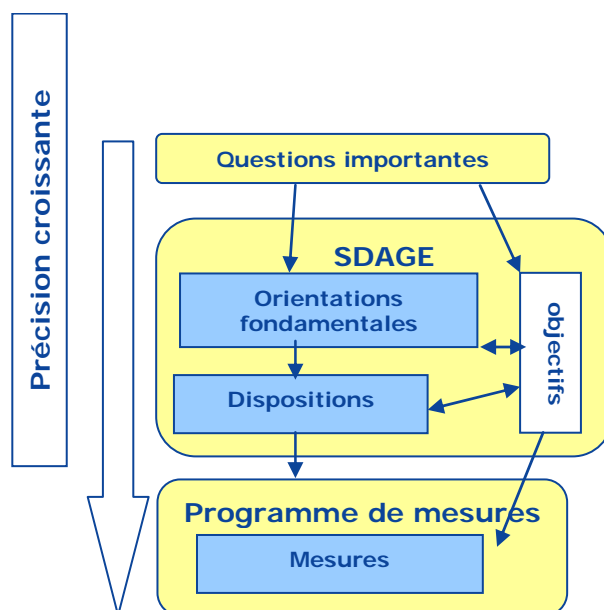 Précision croissante
Questions importantes
SDAGE
Orientations
fondamentales
objectifs
Dispositions
Programme de mesures
Mesures